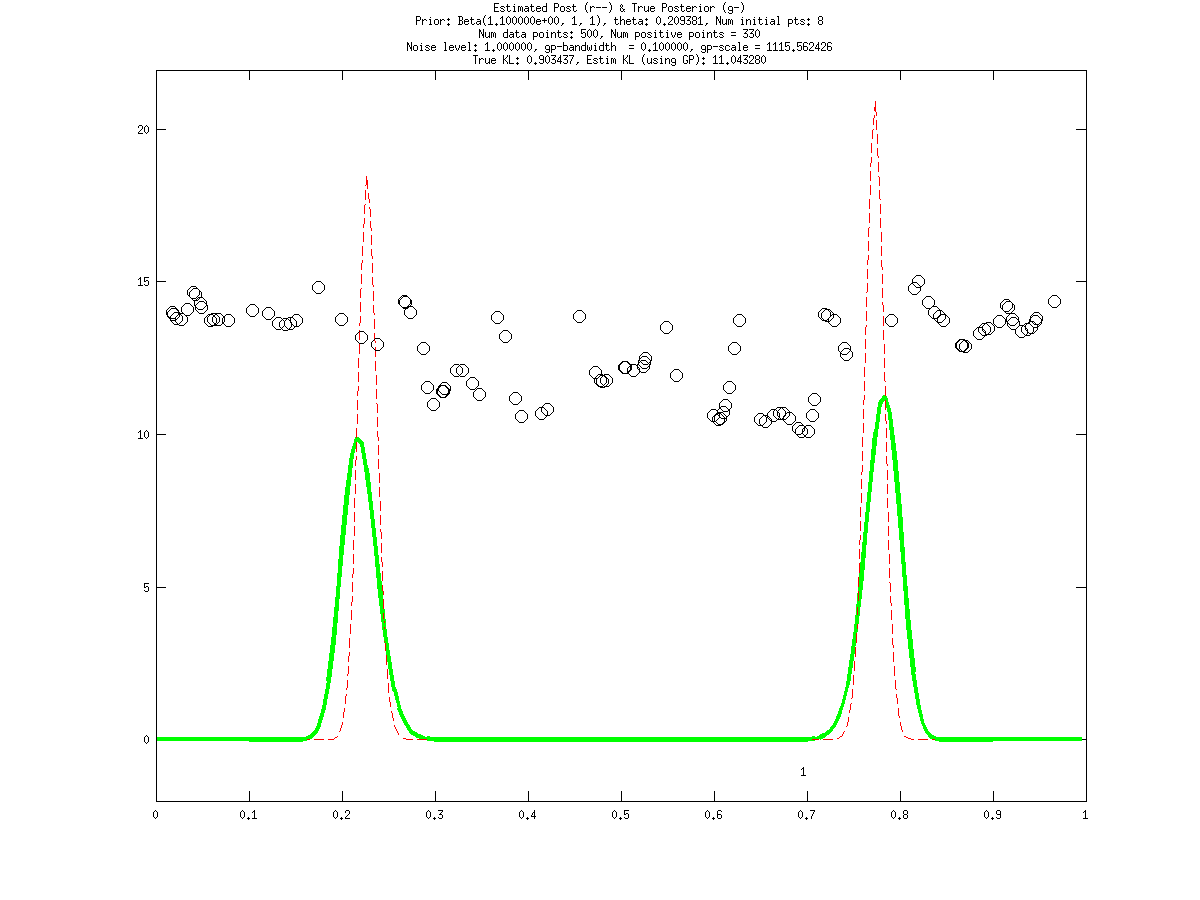 Estimated Post (r--) & True Posterior (g-)
Prior: Beta(1.100000e+00, 1, 1), theta: 0.209381, Num initial pts: 8
Num data points: 500, Num positive points = 330
Noise level: 1.000000, gp-bandwidth  = 0.100000, gp-scale = 1115.562426
True KL: 0.903437, Estim KL (using GP): 11.043280
20
15
10
5
0
1
0 0.1 0.2 0.3 0.4 0.5 0.6 0.7 0.8 0.9 1